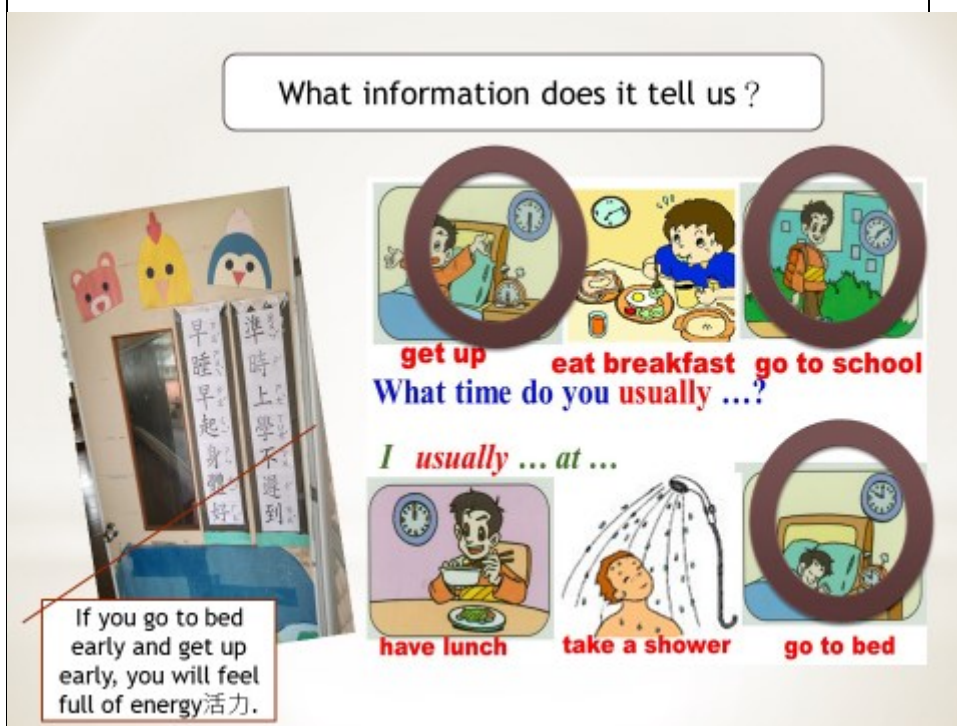 What information does it tell us？
準時上學不遲到
早睡早起身體好
get up
eat breakfast
go to school
What time do you usually ...?
I usually ... at ...
have lunch
take a shower
go to bed
If you go to bed
early and get up
early, you will feel
full of energy活力.